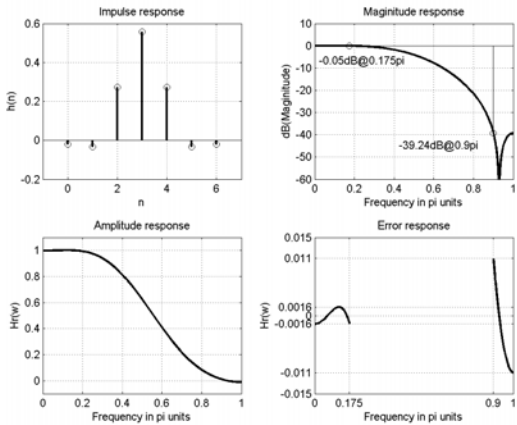 Impulse response
0.6
0.4
0.2
0
-0.2
h(n)
0 2 4 6
n
Maginitude response
10
0
-10
-20
-30
-40
-50
-60
dB(Maginitude)
-0.05dB@0.175pi
-39.24dB@0.9pi
0 0.2 0.4 0.6 0.8 1
Frequency in pi units
Amplitude response
1
0.8
0.6
0.4
0.2
0
Hr(w)
0 0.2 0.4 0.6 0.8 1
Frequency in pi units
Error response
0.015
0.011
0.0016
0
-0.0016
-0.011
-0.015
Hr(w)
0 0.175 0.9 1
Frequency in pi units